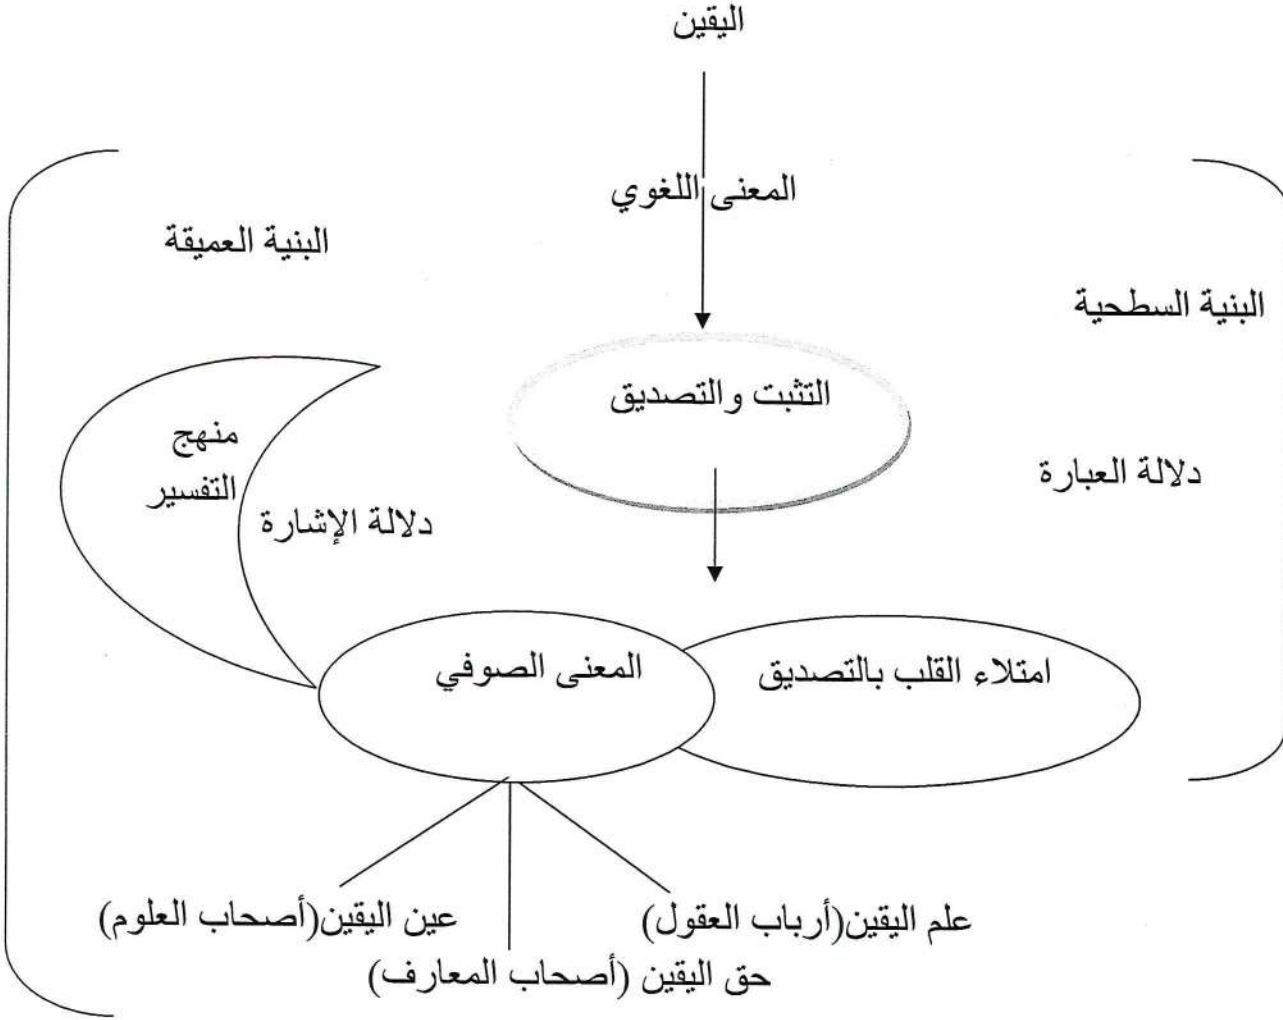 اليقين
المعنى اللغوي
البنية العميقة
البنية السطحية
التثبت والتصديق
منهج
التفسير
دلالة العبارة
دلالة الإشارة
امتلاء القلب بالتصديق
المعنى الصوفي
علم اليقين(أرباب العقول)
عين اليقين(أصحاب العلوم)
حق اليقين (أصحاب المعارف)